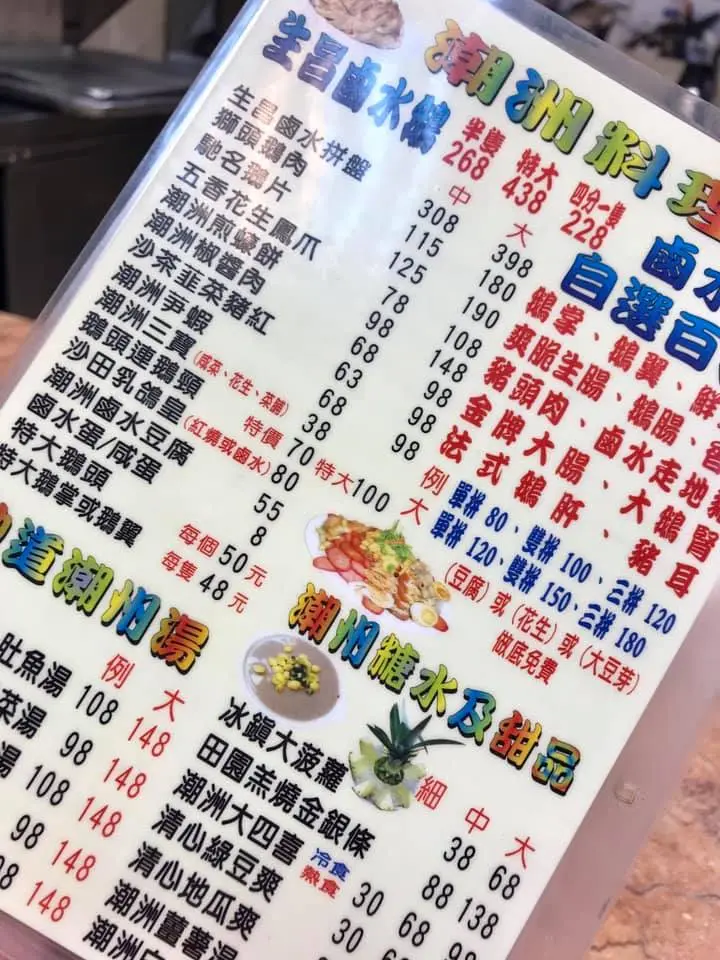 潮洲料理
生昌鹵水鵝 半隻 268 特大 438 四分一隻 228
中 大
生昌鹵水拼盤 308 398
獅頭鵝肉 115 180
馳名鵝片 125 190
五香花生鳳爪 78 108
潮洲煎蠔餅 98 148
潮洲椒醬肉 68 98
沙茶韮菜豬紅 63 98
潮洲芛蝦 68 98
潮洲三寶(咸菜、花生、菜脯) 38
鵝頭連鵝頸 特價 70 特大100
沙田乳鴿皇(紅燒或鹵水) 80
潮洲鹵水豆腐 55
鹵水蛋/咸蛋 8
特大鵝頭 每個 50 元
特大鵝掌或鵝翼 每隻 48 元
鹵水
自選百
鵝掌、鵝翼、鮮
爽脆生腸、鵝腸、
豬頭肉、鹵水走地
金牌大腸、大鵝腎
法式鵝肝、豬耳
例 單拼 80、雙拼 100、三拼 120
大 單拼 120、雙拼 150、三拼 180
(豆腐)或(花生)或(大豆芽)
做底免費
道潮州湯
例 大
肚魚湯 108 148
菜湯 98 148
湯 108 148
98 148
148
潮州糖水及甜品
細 中 大
冰鎮大菠蘿 38 68
田園羔燒金銀條 88 138
潮洲大四喜 冷食 熱食 30 68
清心綠豆爽 30
清心地瓜爽
潮洲薑薯湯
潮洲